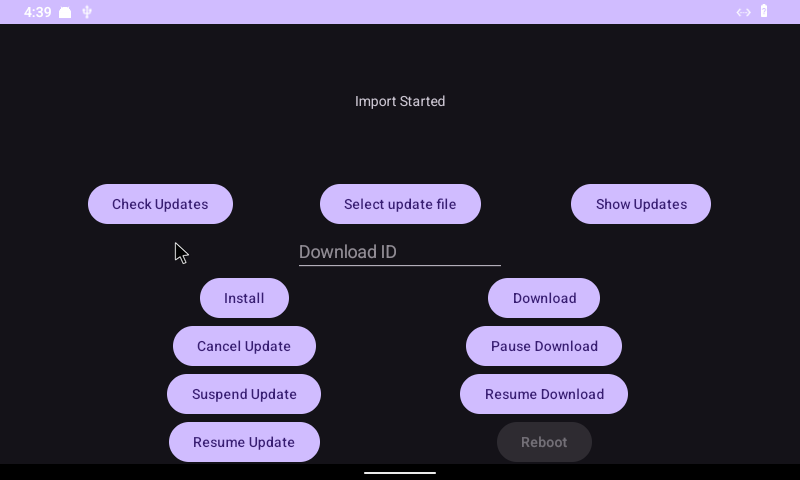 4:39
Import Started
Check Updates
Select update file
Show Updates
Download ID
Install
Download
Cancel Update
Pause Download
Suspend Update
Resume Download
Resume Update
Reboot